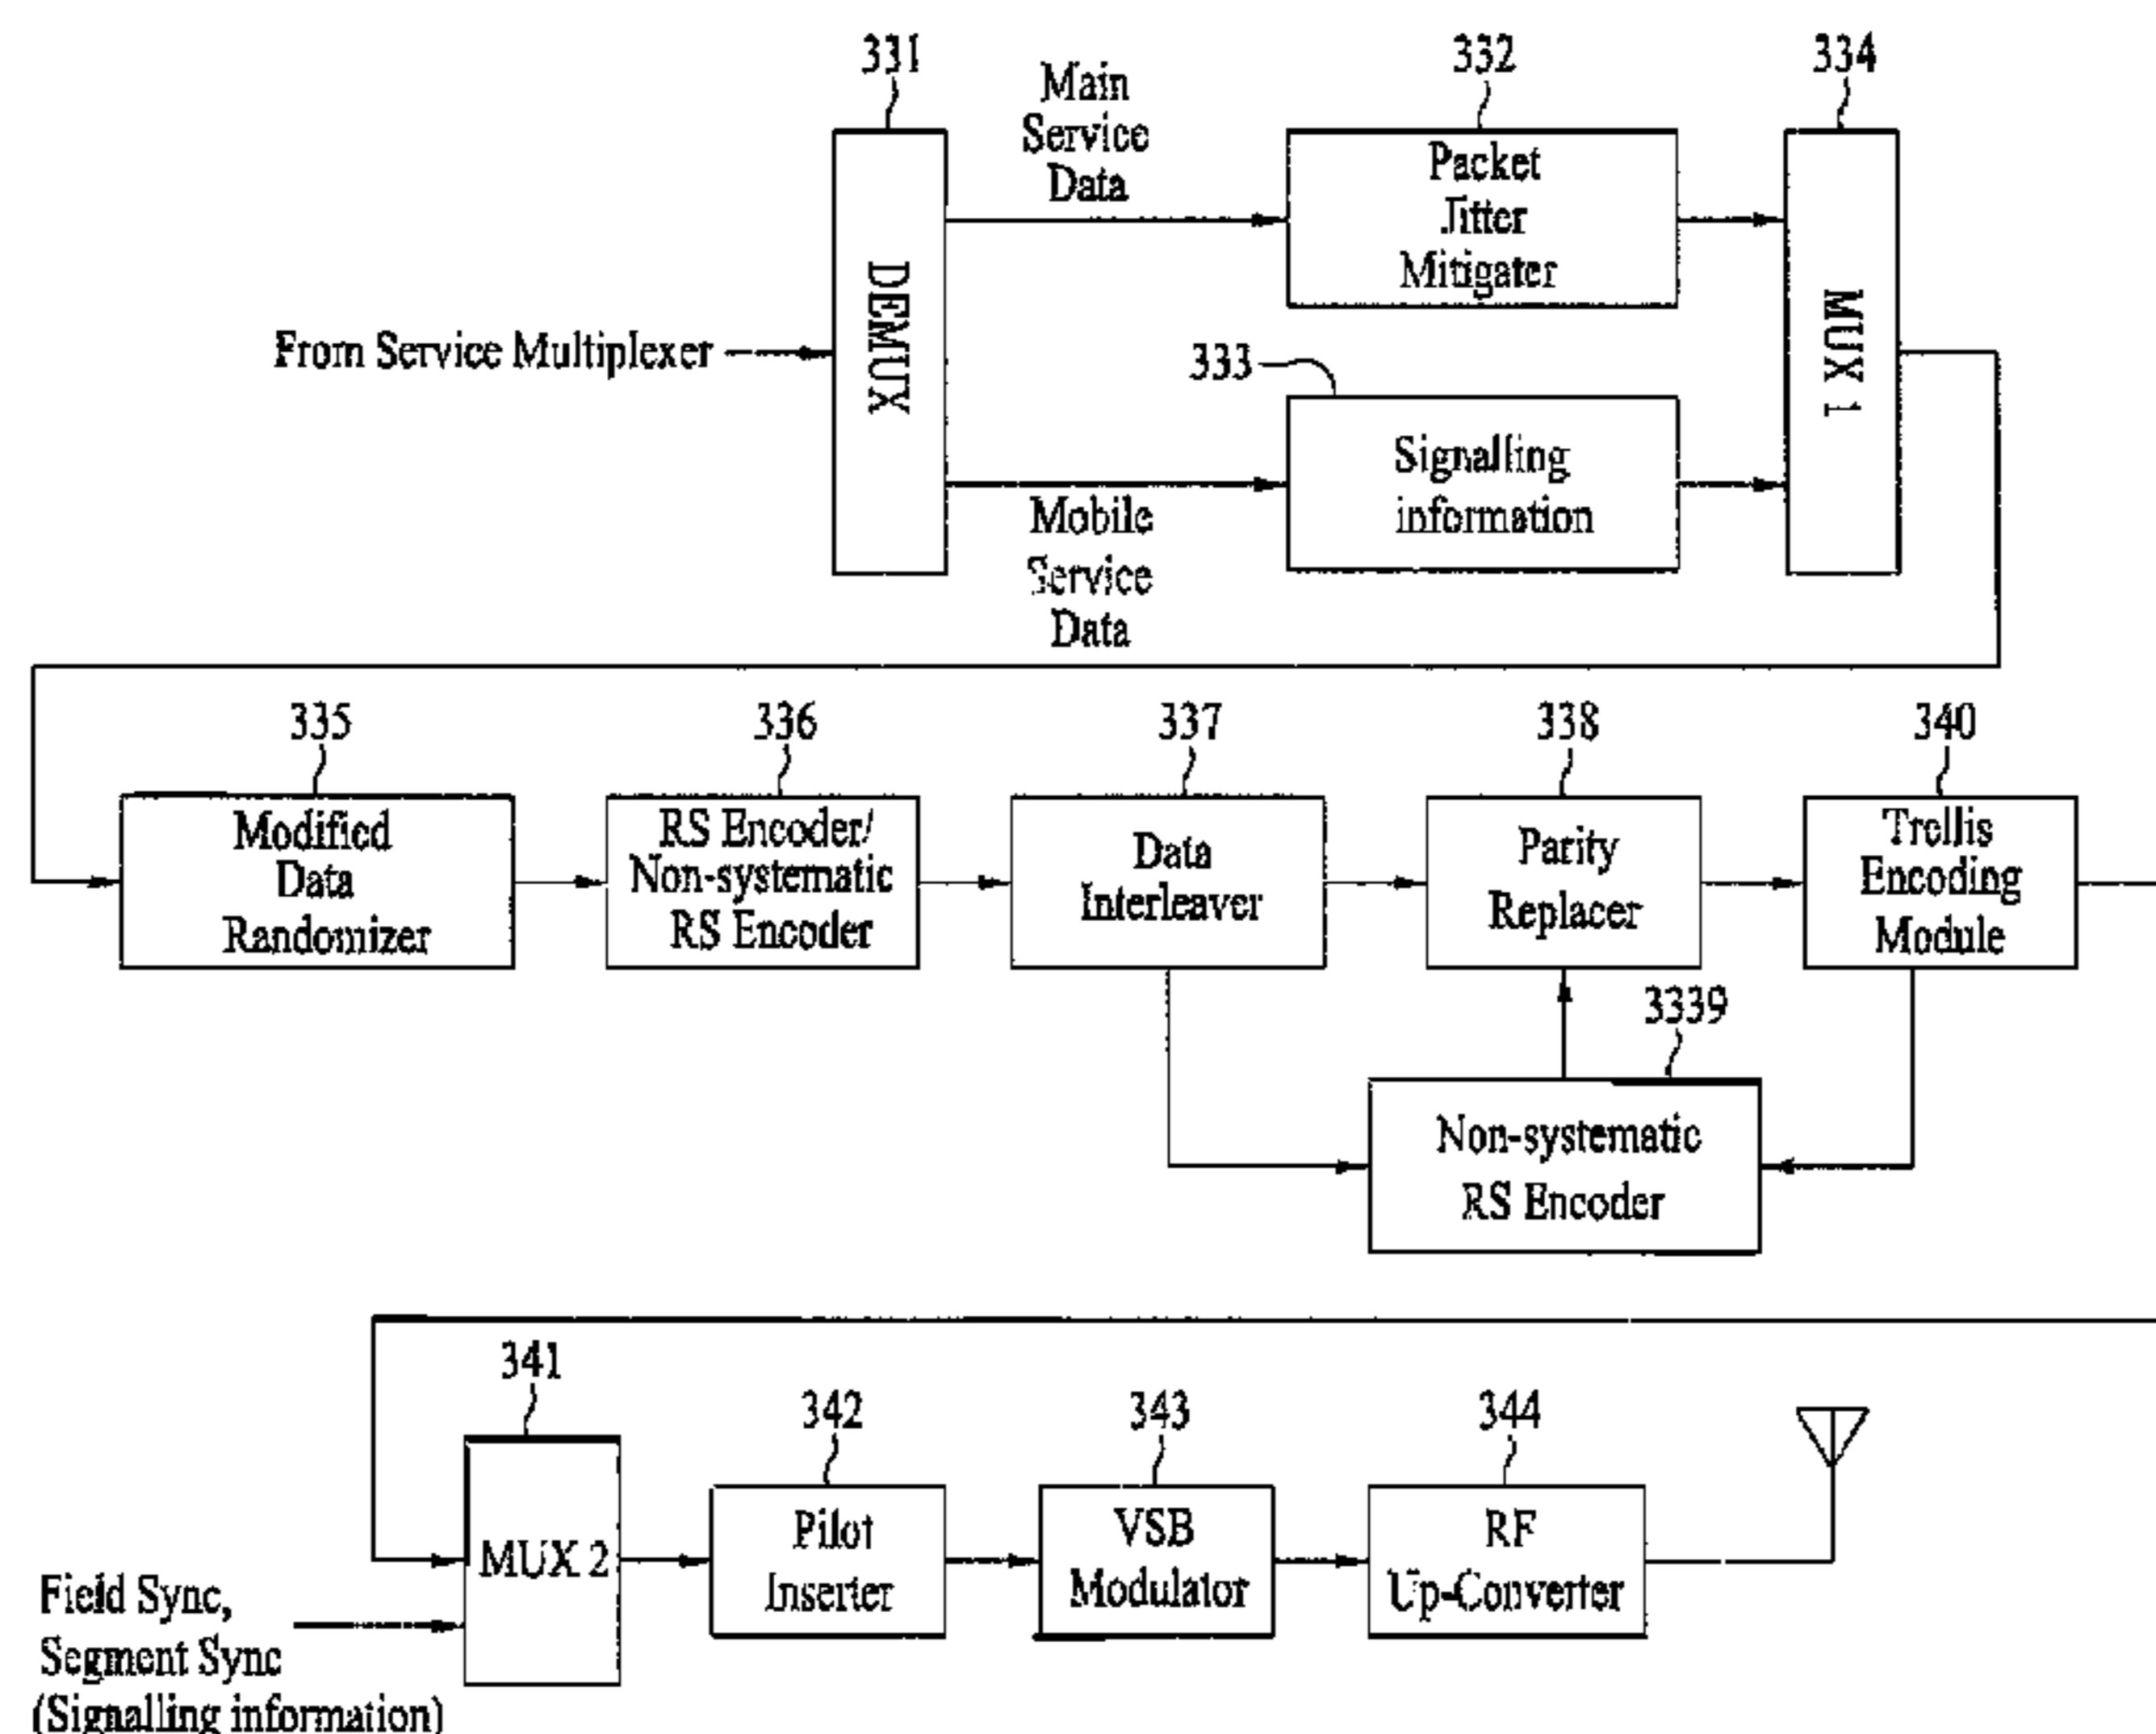 331
332
334
Main
Service
Data
Packet
Jitter
Mitigater
DEMUX
MUX 1
From Service Multiplexer
333
Signalling
information
Mobile
Service
Data
335
336
337
338
340
Modified
Data
Randomizer
RS Encoder/
Non-systematic
RS Encoder
Data
Interleaver
Parity
Replacer
Trellis
Encoding
Module
3339
Non-systematic
RS Encoder
341
342
343
344
MUX 2
Pilot
Inserter
VSB
Modulator
RF
Up-Converter
Field Sync,
Segment Sync
(Signalling information)